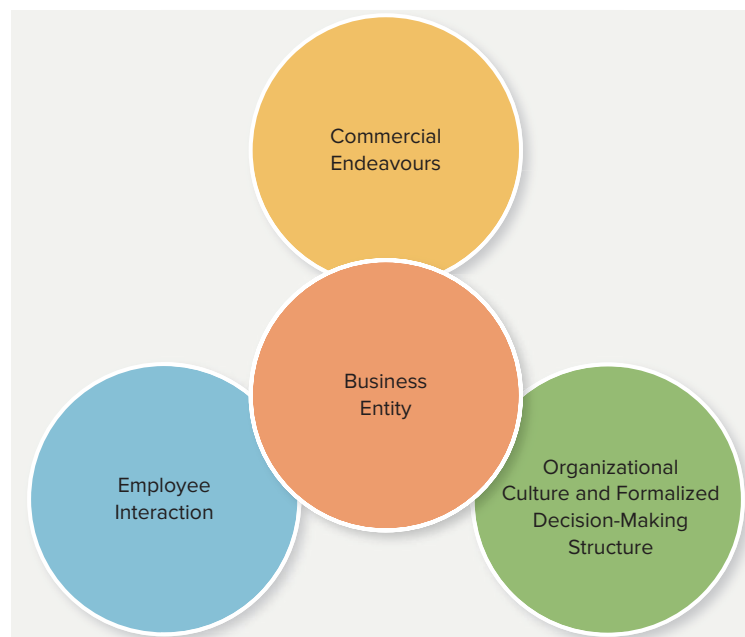 Commercial
Endeavours
Business
Entity
Employee
Interaction
Organizational
Culture and Formalized
Decision-Making
Structure